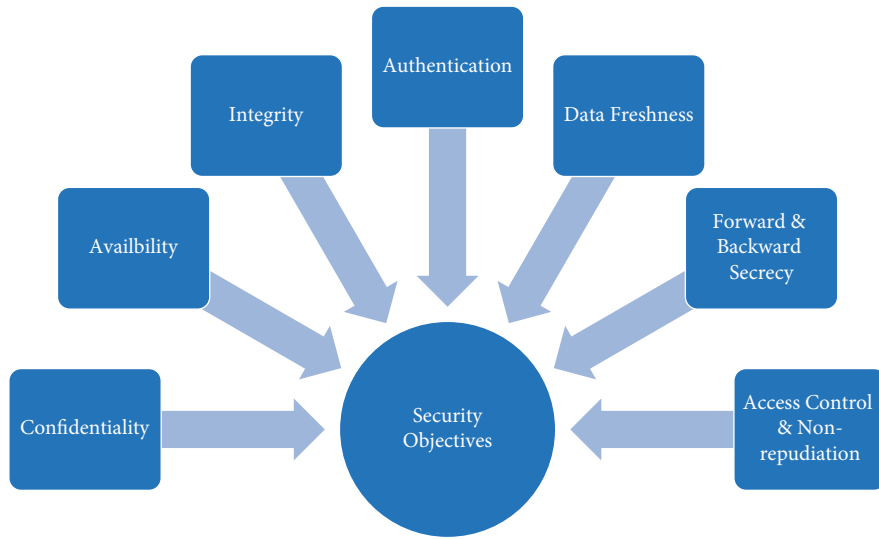 Authentication
Integrity
Data Freshness
Availbility
Forward &
Backward
Secrecy
Confidentiality
Security
Objectives
Access Control
& Non-
repudiation